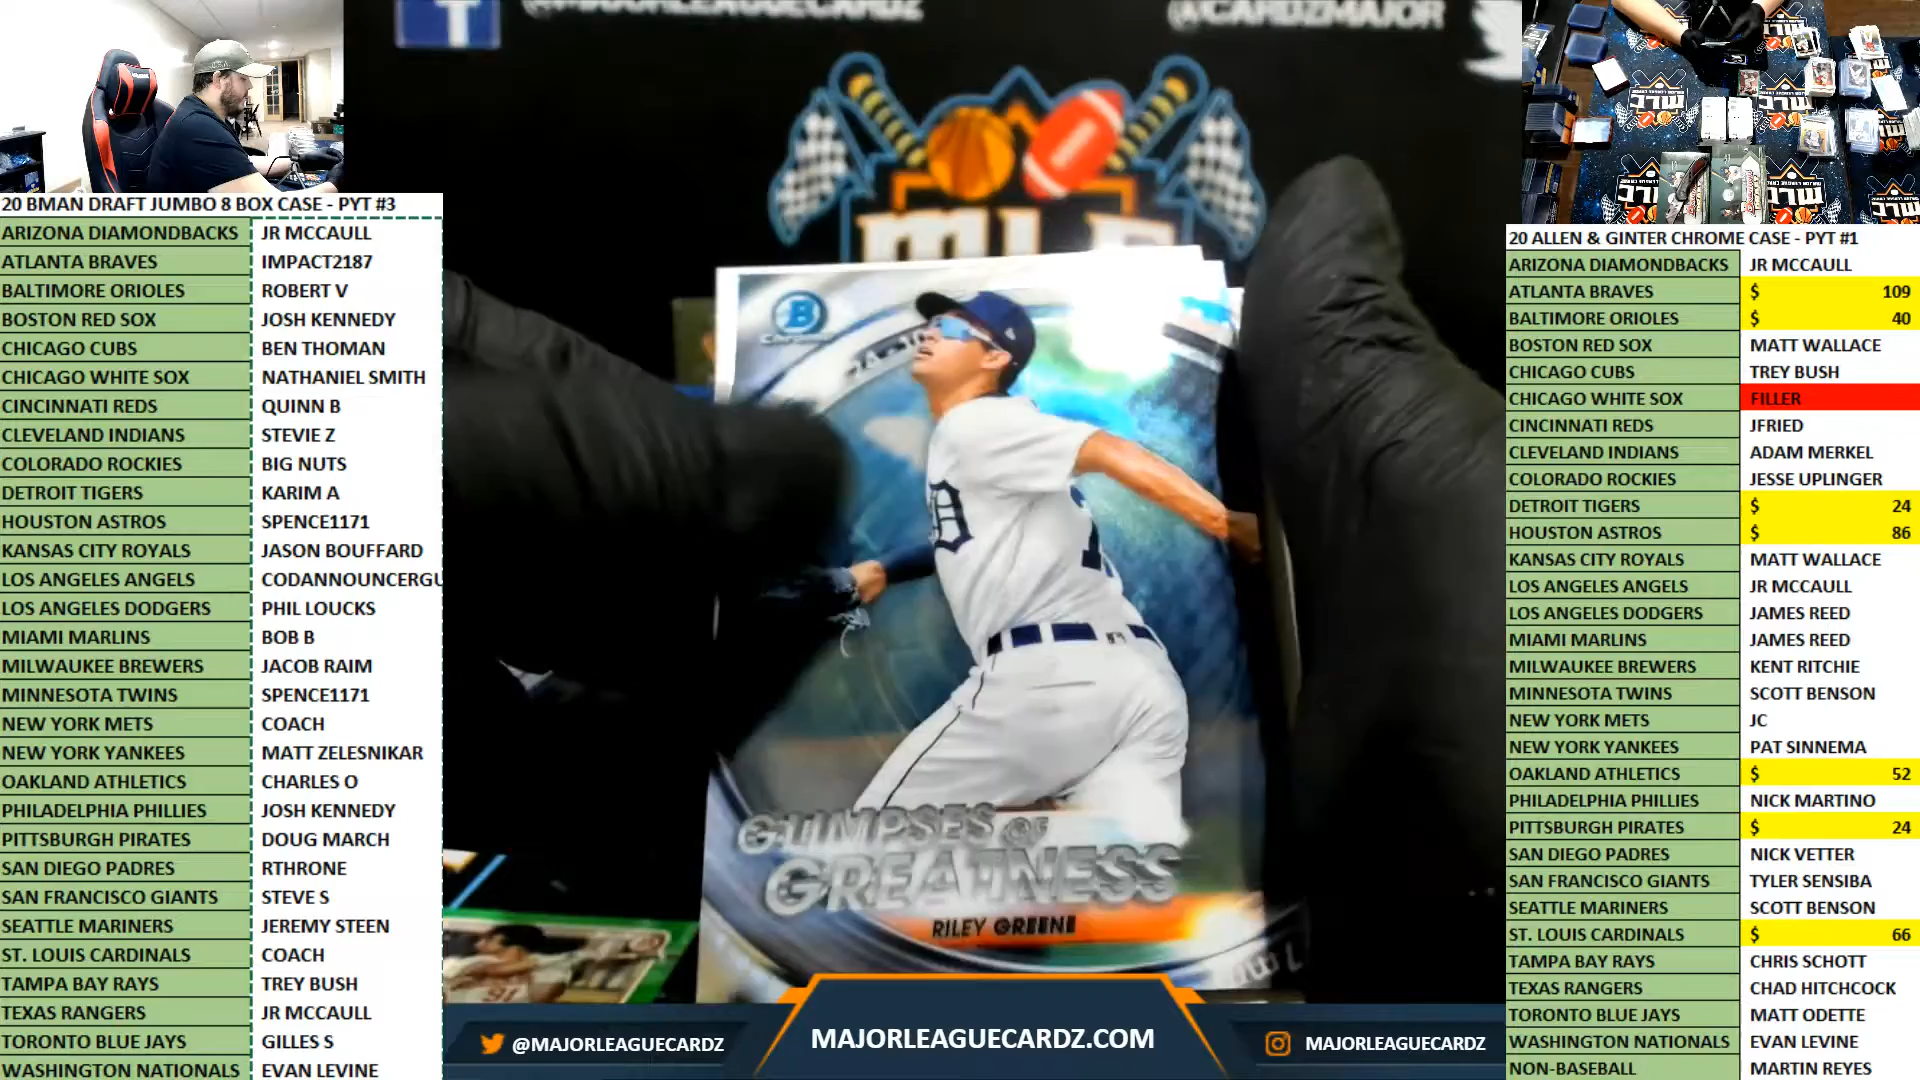 @MAJORLEAGUECARDZ
@CARDZMAJOR
20 BMAN DRAFT JUMBO 8 BOX CASE - PYT #3
ARIZONA DIAMONDBACKS JR MCCAULL
ATLANTA BRAVES IMPACT2187
BALTIMORE ORIOLES ROBERT V
BOSTON RED SOX JOSH KENNEDY
CHICAGO CUBS BEN THOMAN
CHICAGO WHITE SOX NATHANIEL SMITH
CINCINNATI REDS QUINN B
CLEVELAND INDIANS STEVIE Z
COLORADO ROCKIES BIG NUTS
DETROIT TIGERS KARIM A
HOUSTON ASTROS SPENCE1171
KANSAS CITY ROYALS JASON BOUFFARD
LOS ANGELES ANGELS CODANNOUNCERGU
LOS ANGELES DODGERS PHIL LOUCKS
MIAMI MARLINS BOB B
MILWAUKEE BREWERS JACOB RAIM
MINNESOTA TWINS SPENCE1171
NEW YORK METS COACH
NEW YORK YANKEES MATT ZELESNIKAR
OAKLAND ATHLETICS CHARLES O
PHILADELPHIA PHILLIES JOSH KENNEDY
PITTSBURGH PIRATES DOUG MARCH
SAN DIEGO PADRES RTHRONE
SAN FRANCISCO GIANTS STEVE S
SEATTLE MARINERS JEREMY STEEN
ST. LOUIS CARDINALS COACH
TAMPA BAY RAYS TREY BUSH
TEXAS RANGERS JR MCCAULL
TORONTO BLUE JAYS GILLES S
WASHINGTON NATIONALS EVAN LEVINE
MLC
B
Chrome
D
GLIMPSES OF
GREATNESS
RILEY GREENE
@MAJORLEAGUECARDZ
MAJORLEAGUECARDZ.COM
MAJORLEAGUECARDZ
20 ALLEN & GINTER CHROME CASE - PYT #1
ARIZONA DIAMONDBACKS JR MCCAULL
ATLANTA BRAVES $ 109
BALTIMORE ORIOLES $ 40
BOSTON RED SOX MATT WALLACE
CHICAGO CUBS TREY BUSH
CHICAGO WHITE SOX FILLER
CINCINNATI REDS JFRIED
CLEVELAND INDIANS ADAM MERKEL
COLORADO ROCKIES JESSE UPLINGER
DETROIT TIGERS $ 24
HOUSTON ASTROS $ 86
KANSAS CITY ROYALS MATT WALLACE
LOS ANGELES ANGELS JR MCCAULL
LOS ANGELES DODGERS JAMES REED
MIAMI MARLINS JAMES REED
MILWAUKEE BREWERS KENT RITCHIE
MINNESOTA TWINS SCOTT BENSON
NEW YORK METS JC
NEW YORK YANKEES PAT SINNEMA
OAKLAND ATHLETICS $ 52
PHILADELPHIA PHILLIES NICK MARTINO
PITTSBURGH PIRATES $ 24
SAN DIEGO PADRES NICK VETTER
SAN FRANCISCO GIANTS TYLER SENSIBA
SEATTLE MARINERS SCOTT BENSON
ST. LOUIS CARDINALS $ 66
TAMPA BAY RAYS CHRIS SCHOTT
TEXAS RANGERS CHAD HITCHCOCK
TORONTO BLUE JAYS MATT ODETTE
WASHINGTON NATIONALS EVAN LEVINE
NON-BASEBALL MARTIN REYES